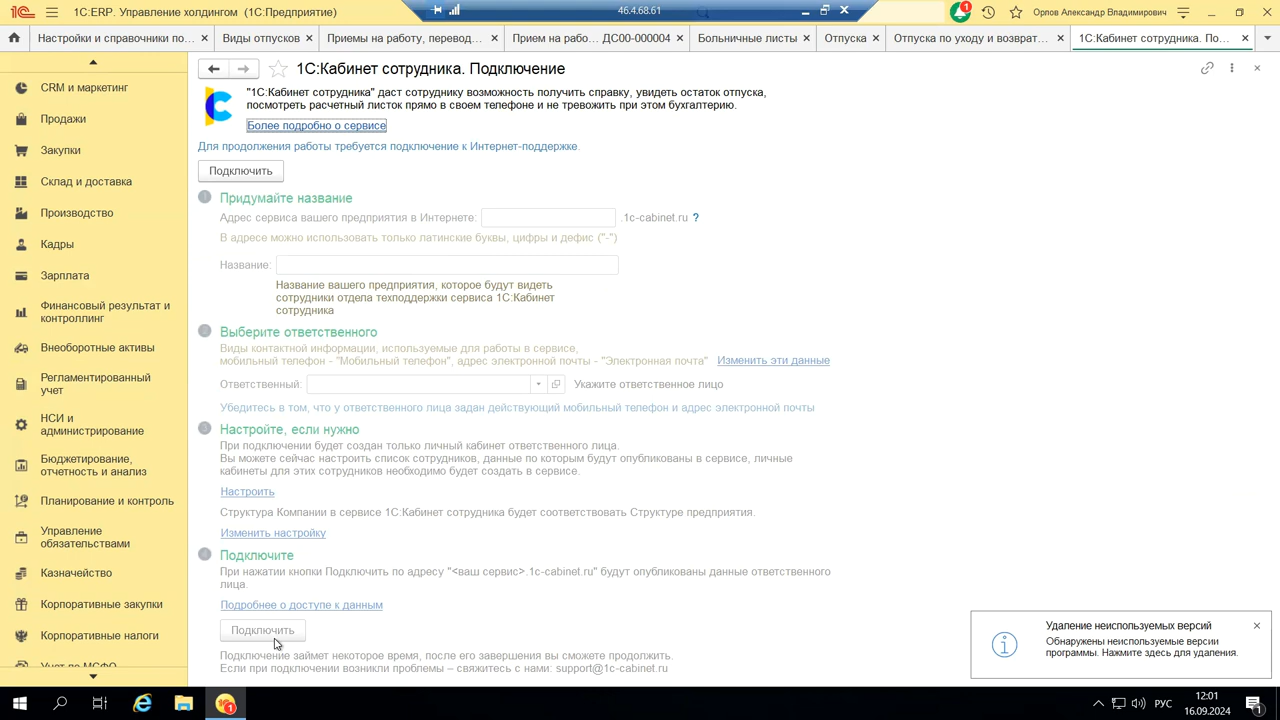 1С:ERP. Управление холдингом (1С:Предприятие)
46.4.68.61
1
Орлов Александр Владимирович
Настройки и справочники по...
Виды отпусков
Приемы на работу, перевод...
Прием на рабо... ДС00-000004
Больничные листы
Отпуска
Отпуска по уходу и возврат...
1С:Кабинет сотрудника. По...
CRM и маркетинг
Продажи
Закупки
Склад и доставка
Производство
Кадры
Зарплата
Финансовый результат и
контроллинг
Внеоборотные активы
Регламентированный
учет
НСИ и
администрирование
Бюджетирование,
отчетность и анализ
Планирование и контроль
Управление
обязательствами
Казначейство
Корпоративные закупки
Корпоративные налоги
Учет по МСФО
1С:Кабинет сотрудника. Подключение
"1С:Кабинет сотрудника" даст сотруднику возможность получить справку, увидеть остаток отпуска,
посмотреть расчетный листок прямо в своем телефоне и не тревожить при этом бухгалтерию.
Более подробно о сервисе
Для продолжения работы требуется подключение к Интернет-поддержке.
Подключить
1 Придумайте название
Адрес сервиса вашего предприятия в Интернете: .1c-cabinet.ru ?
В адресе можно использовать только латинские буквы, цифры и дефис ("-")
Название:
Название вашего предприятия, которое будут видеть
сотрудники отдела техподдержки сервиса 1С:Кабинет
сотрудника
2 Выберите ответственного
Виды контактной информации, используемые для работы в сервисе,
мобильный телефон - "Мобильный телефон", адрес электронной почты - "Электронная почта" Изменить эти данные
Ответственный: Укажите ответственное лицо
Убедитесь в том, что у ответственного лица задан действующий мобильный телефон и адрес электронной почты
3 Настройте, если нужно
При подключении будет создан только личный кабинет ответственного лица.
Вы можете сейчас настроить список сотрудников, данные по которым будут опубликованы в сервисе, личные
кабинеты для этих сотрудников необходимо будет создать в сервисе.
Настроить
Структура Компании в сервисе 1С:Кабинет сотрудника будет соответствовать Структуре предприятия.
Изменить настройку
4 Подключите
При нажатии кнопки Подключить по адресу "<ваш сервис>.1c-cabinet.ru" будут опубликованы данные ответственного
лица.
Подробнее о доступе к данным
Подключить
Подключение займет некоторое время, после его завершения вы сможете продолжить.
Если при подключении возникли проблемы – свяжитесь с нами: support@1c-cabinet.ru
Удаление неиспользуемых версий
Обнаружены неиспользуемые версии
программы. Нажмите здесь для удаления.
РУС
12:01
16.09.2024
1